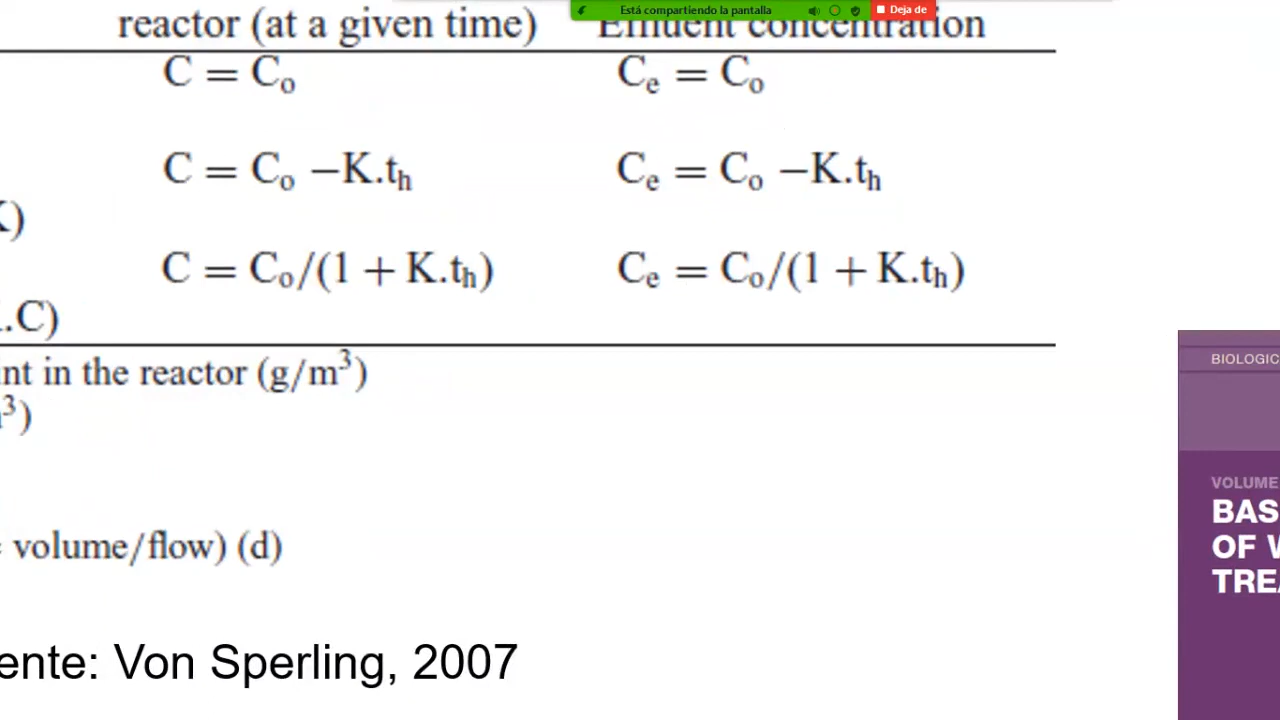 Está compartiendo la pantalla Deja de
reactor (at a given time) Effluent concentration
C = Co Ce = Co
C = Co −K.th Ce = Co −K.th
K)
C = Co/(1 + K.th) Ce = Co/(1 + K.th)
.C)
int in the reactor (g/m³)
³)
= volume/flow) (d)
ente: Von Sperling, 2007
BIOLOGIC
VOLUME
BAS
OF W
TREA